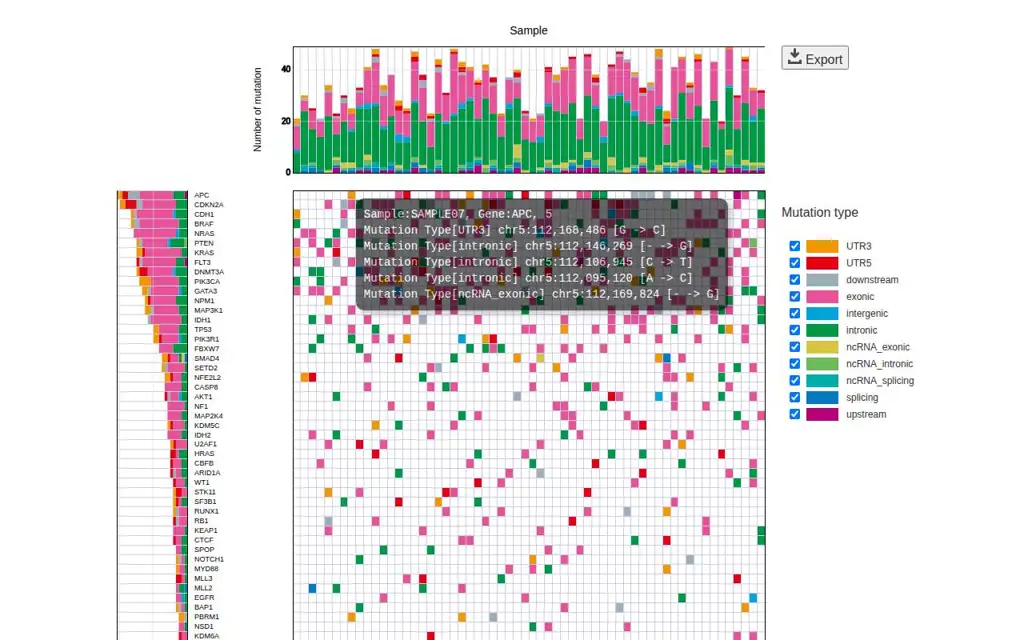 Sample
Export
Number of mutation
40
20
0
Sample:SAMPLE07, Gene:APC, 5
Mutation Type[UTR3] chr5:112,168,486 [G -> C]
Mutation Type[intronic] chr5:112,146,269 [- -> G]
Mutation Type[intronic] chr5:112,106,945 [C -> T]
Mutation Type[intronic] chr5:112,095,120 [A -> C]
Mutation Type[ncRNA_exonic] chr5:112,169,824 [- -> G]
Mutation type
UTR3
UTR5
downstream
exonic
intergenic
intronic
ncRNA_exonic
ncRNA_intronic
ncRNA_splicing
splicing
upstream
APC
CDKN2A
CDH1
BRAF
NRAS
PTEN
KRAS
FLT3
DNMT3A
PIK3CA
GATA3
NPM1
MAP3K1
IDH1
TP53
PIK3R1
FBXW7
SMAD4
SETD2
NFE2L2
CASP8
AKT1
NF1
MAP2K4
KDM5C
IDH2
U2AF1
HRAS
CBFB
ARID1A
WT1
STK11
SF3B1
RUNX1
RB1
KEAP1
CTCF
SPOP
NOTCH1
MYD88
MLL3
MLL2
EGFR
BAP1
PBRM1
NSD1
KDM6A